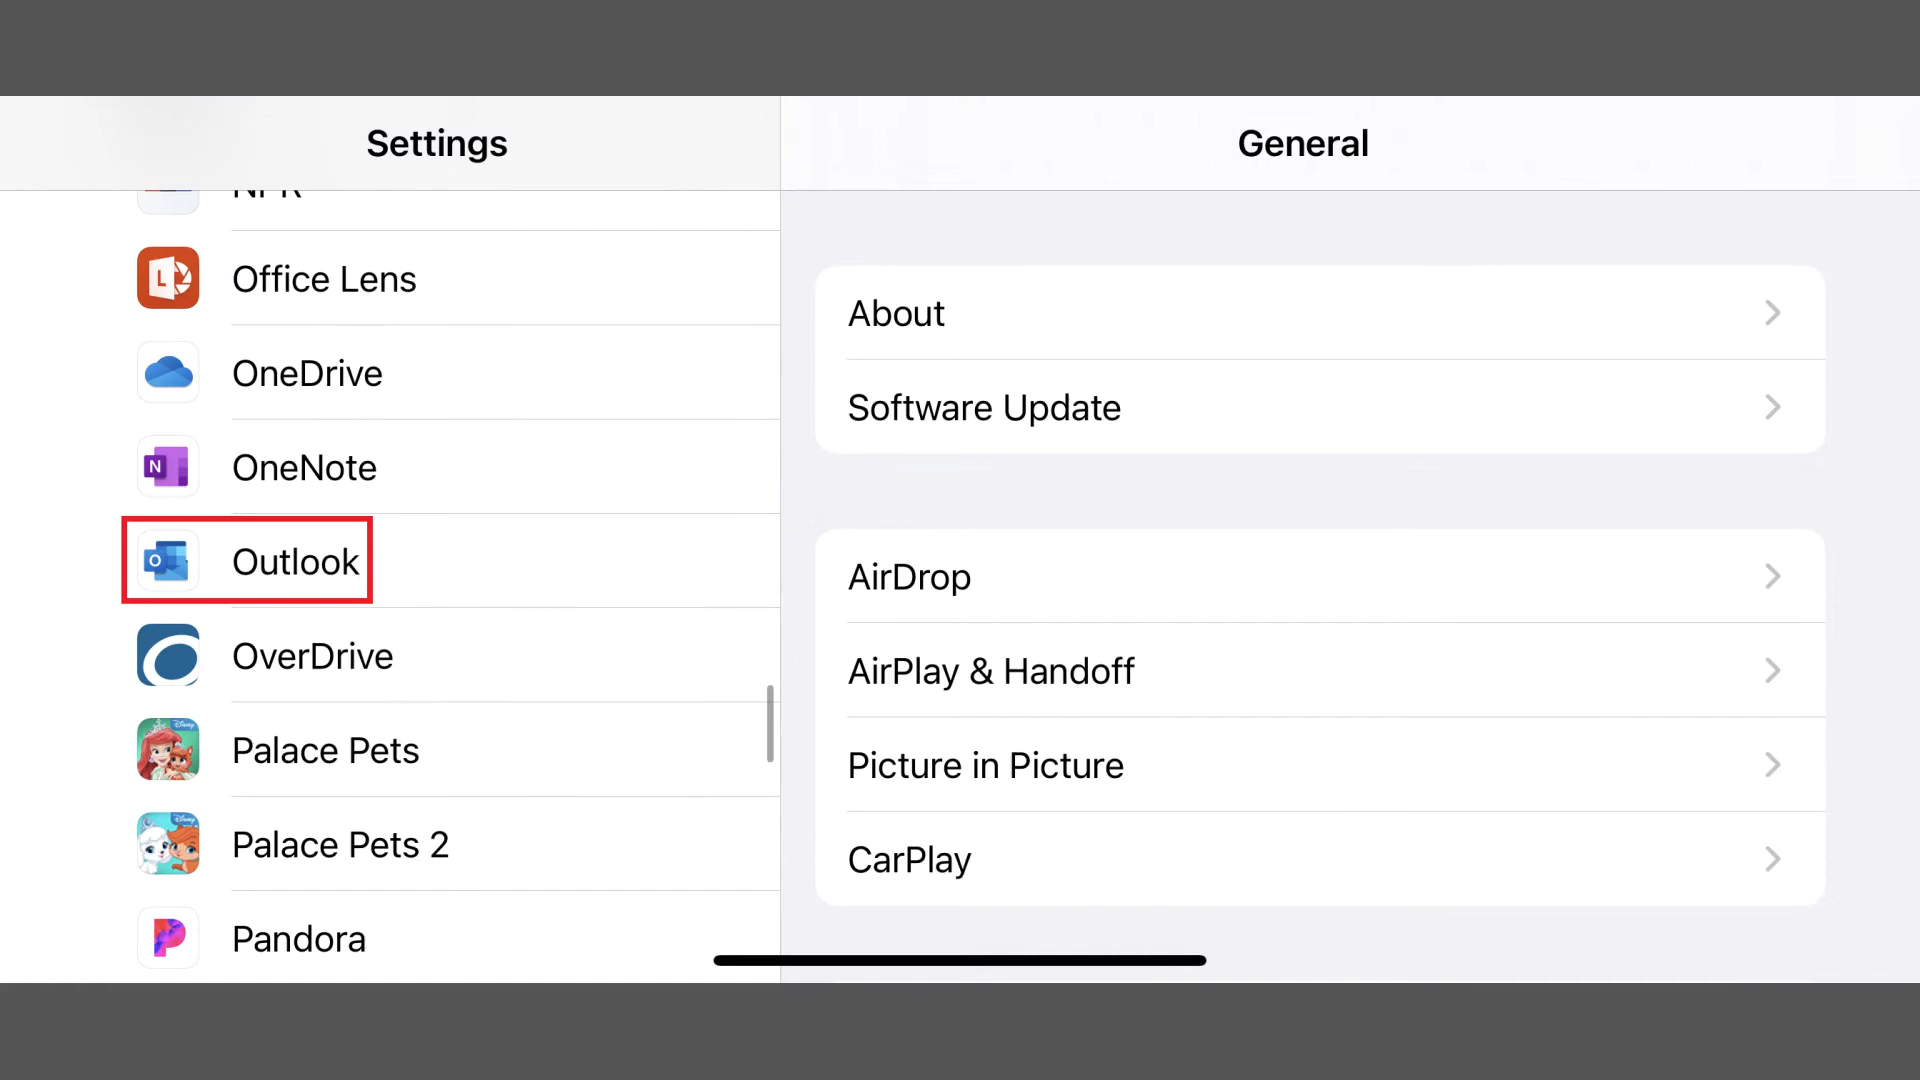 Settings
NPR
Office Lens
OneDrive
OneNote
Outlook
OverDrive
Palace Pets
Palace Pets 2
Pandora
General
About
Software Update
AirDrop
AirPlay & Handoff
Picture in Picture
CarPlay